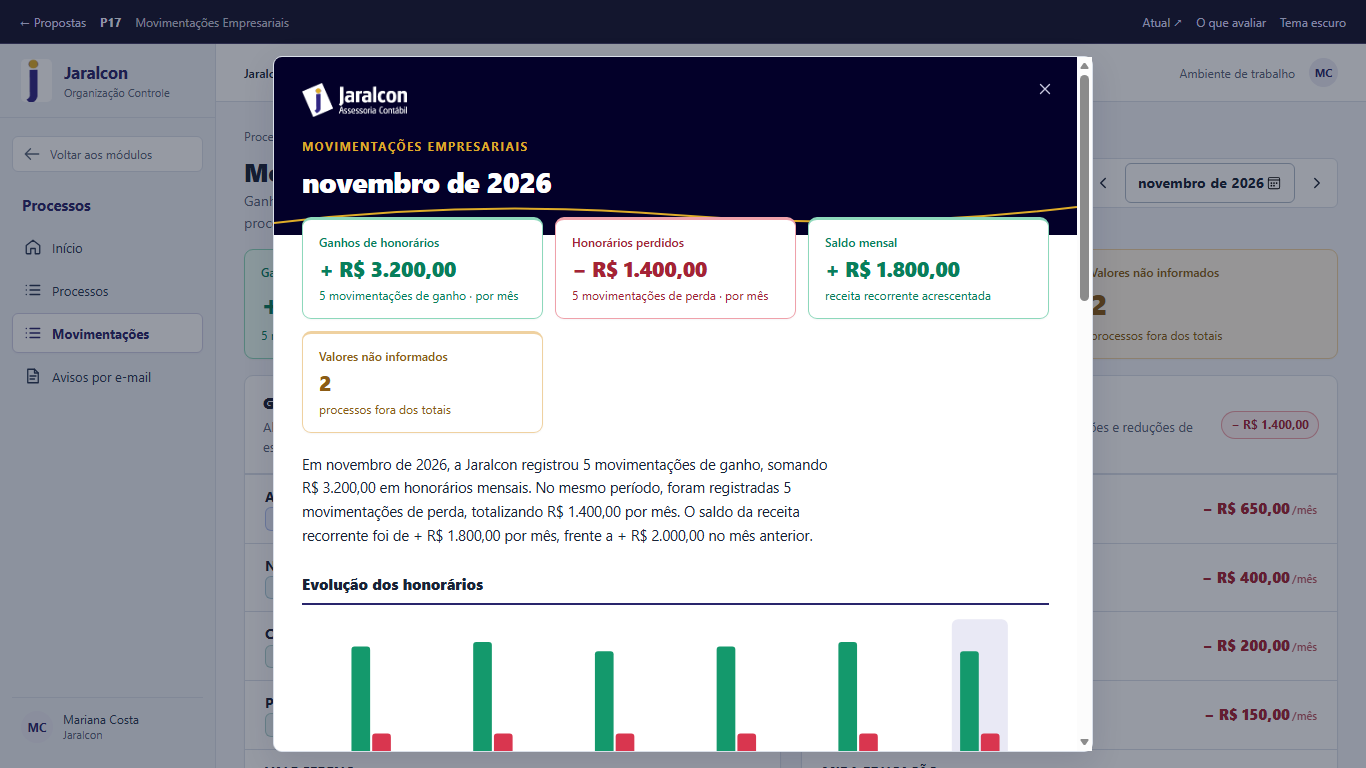 ← Propostas P17 Movimentações Empresariais
Atual ↗ O que avaliar Tema escuro
Jaralcon
Organização Controle
Voltar aos módulos
Processos
Início
Processos
Movimentações
Avisos por e-mail
MC
Mariana Costa
Jaralcon
Ambiente de trabalho MC
novembro de 2026
Jaralcon
Assessoria Contábil
MOVIMENTAÇÕES EMPRESARIAIS
novembro de 2026
Ganhos de honorários
+ R$ 3.200,00
5 movimentações de ganho · por mês
Honorários perdidos
− R$ 1.400,00
5 movimentações de perda · por mês
Saldo mensal
+ R$ 1.800,00
receita recorrente acrescentada
Valores não informados
2
processos fora dos totais
Em novembro de 2026, a Jaralcon registrou 5 movimentações de ganho, somando
R$ 3.200,00 em honorários mensais. No mesmo período, foram registradas 5
movimentações de perda, totalizando R$ 1.400,00 por mês. O saldo da receita
recorrente foi de + R$ 1.800,00 por mês, frente a + R$ 2.000,00 no mês anterior.
Evolução dos honorários
Valores não informados
2
processos fora dos totais
ões e reduções de
− R$ 1.400,00
− R$ 650,00 /mês
− R$ 400,00 /mês
− R$ 200,00 /mês
− R$ 150,00 /mês